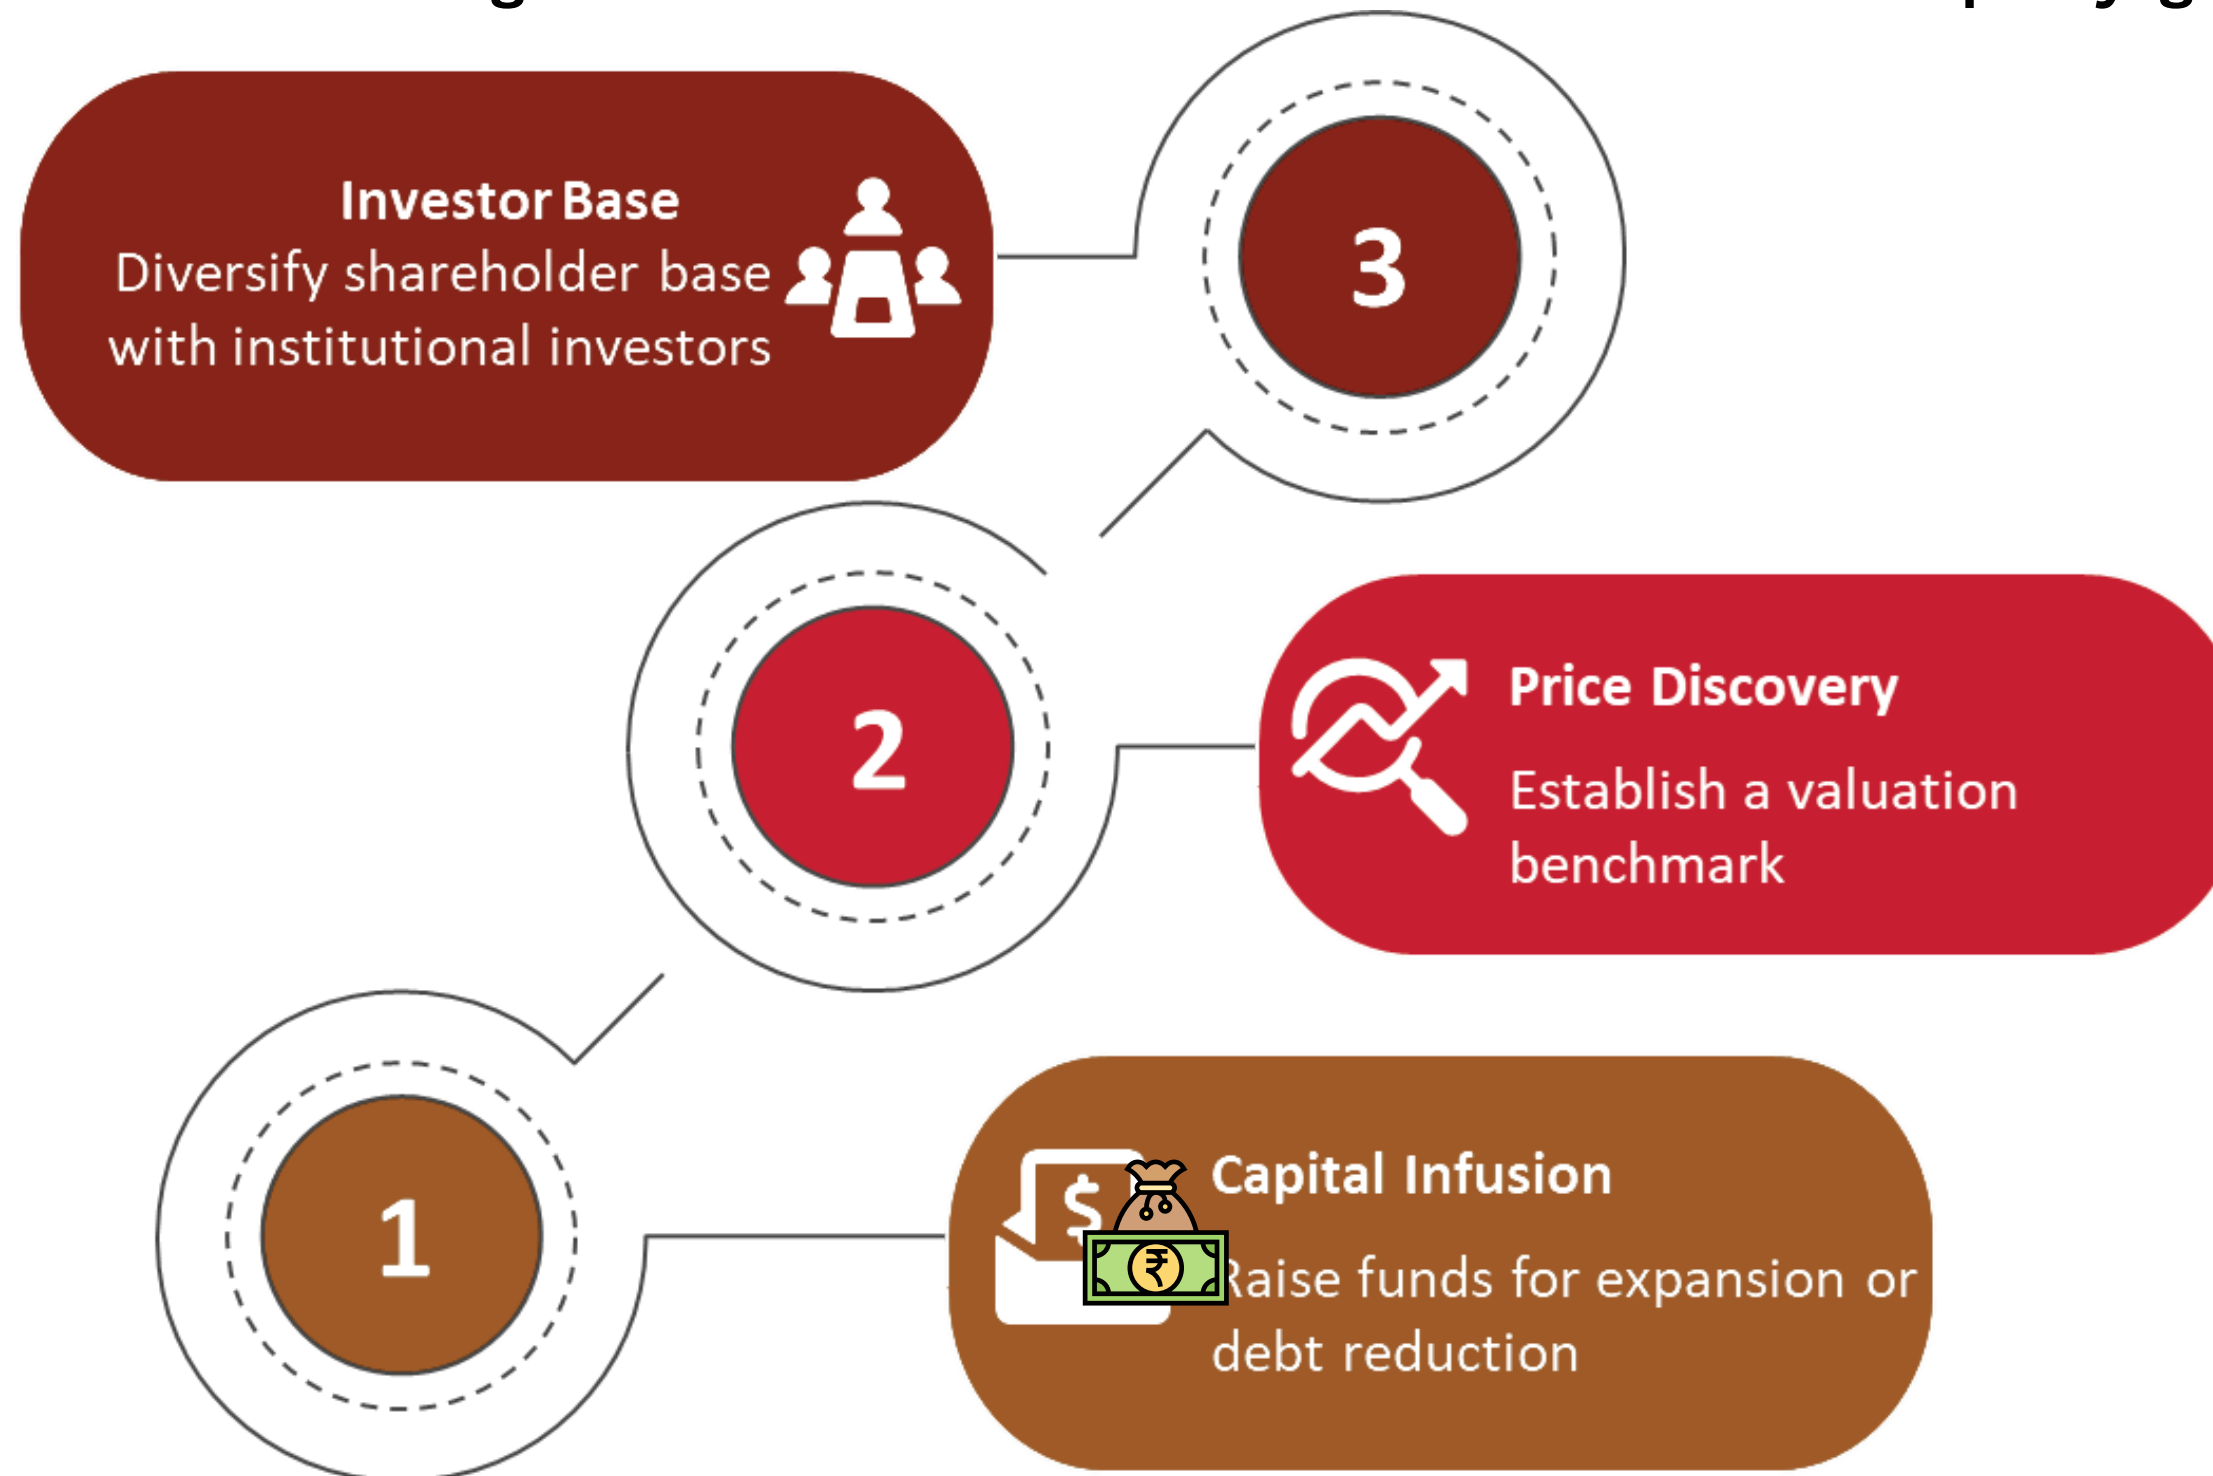 Investor Base
Diversify shareholder base
with institutional investors
3
2
Price Discovery
Establish a valuation
benchmark
1
$
₹
Capital Infusion
Raise funds for expansion or
debt reduction